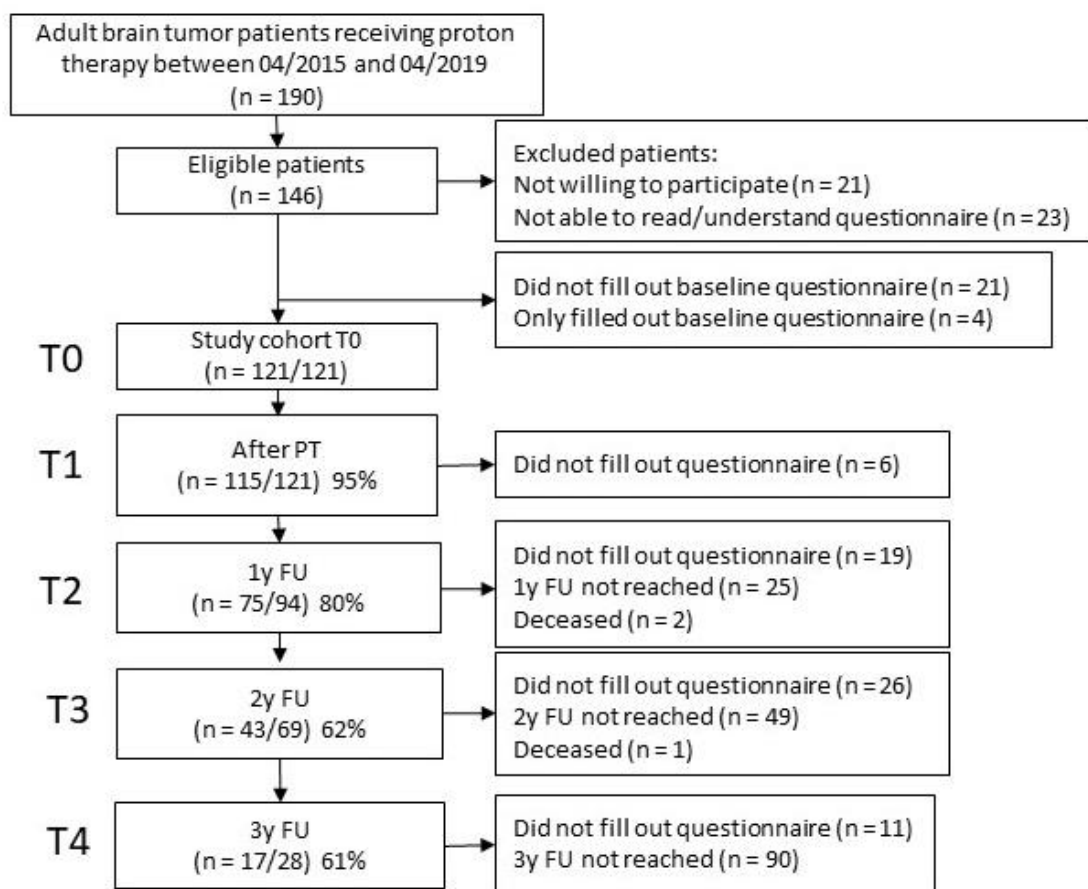 Adult brain tumor patients receiving proton
therapy between 04/2015 and 04/2019
(n = 190)
Eligible patients
(n = 146)
Excluded patients:
Not willing to participate (n = 21)
Not able to read/understand questionnaire (n = 23)
Did not fill out baseline questionnaire (n = 21)
Only filled out baseline questionnaire (n = 4)
T0
Study cohort T0
(n = 121/121)
T1
After PT
(n = 115/121) 95%
Did not fill out questionnaire (n = 6)
T2
1y FU
(n = 75/94) 80%
Did not fill out questionnaire (n = 19)
1y FU not reached (n = 25)
Deceased (n = 2)
T3
2y FU
(n = 43/69) 62%
Did not fill out questionnaire (n = 26)
2y FU not reached (n = 49)
Deceased (n = 1)
T4
3y FU
(n = 17/28) 61%
Did not fill out questionnaire (n = 11)
3y FU not reached (n = 90)